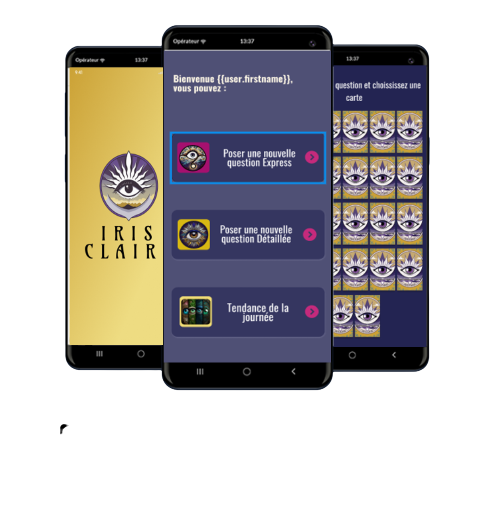 Opérateur 13:37
IRIS
CLAIR
Opérateur 13:37
Bienvenue {{user.firstname}},
vous pouvez :
Poser une nouvelle
question Express
Poser une nouvelle
question Détaillée
Tendance de la
journée
13:37
question et choississez une
carte